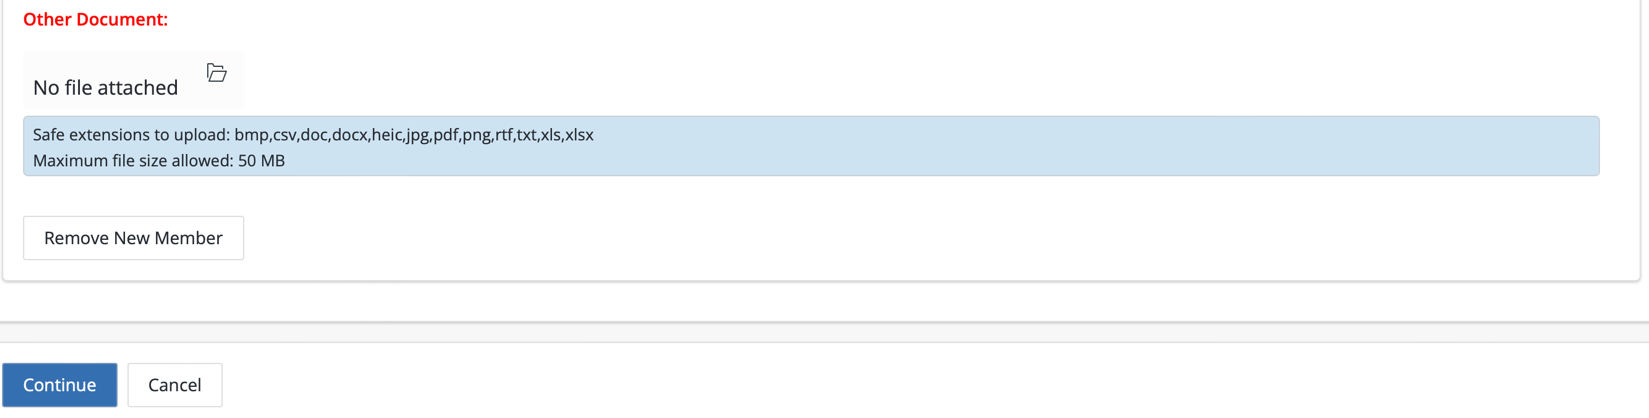 Other Document:
No file attached
Safe extensions to upload: bmp,csv,doc,docx,heic,jpg,pdf,png,rtf,txt,xls,xlsx
Maximum file size allowed: 50 MB
Remove New Member
Continue
Cancel